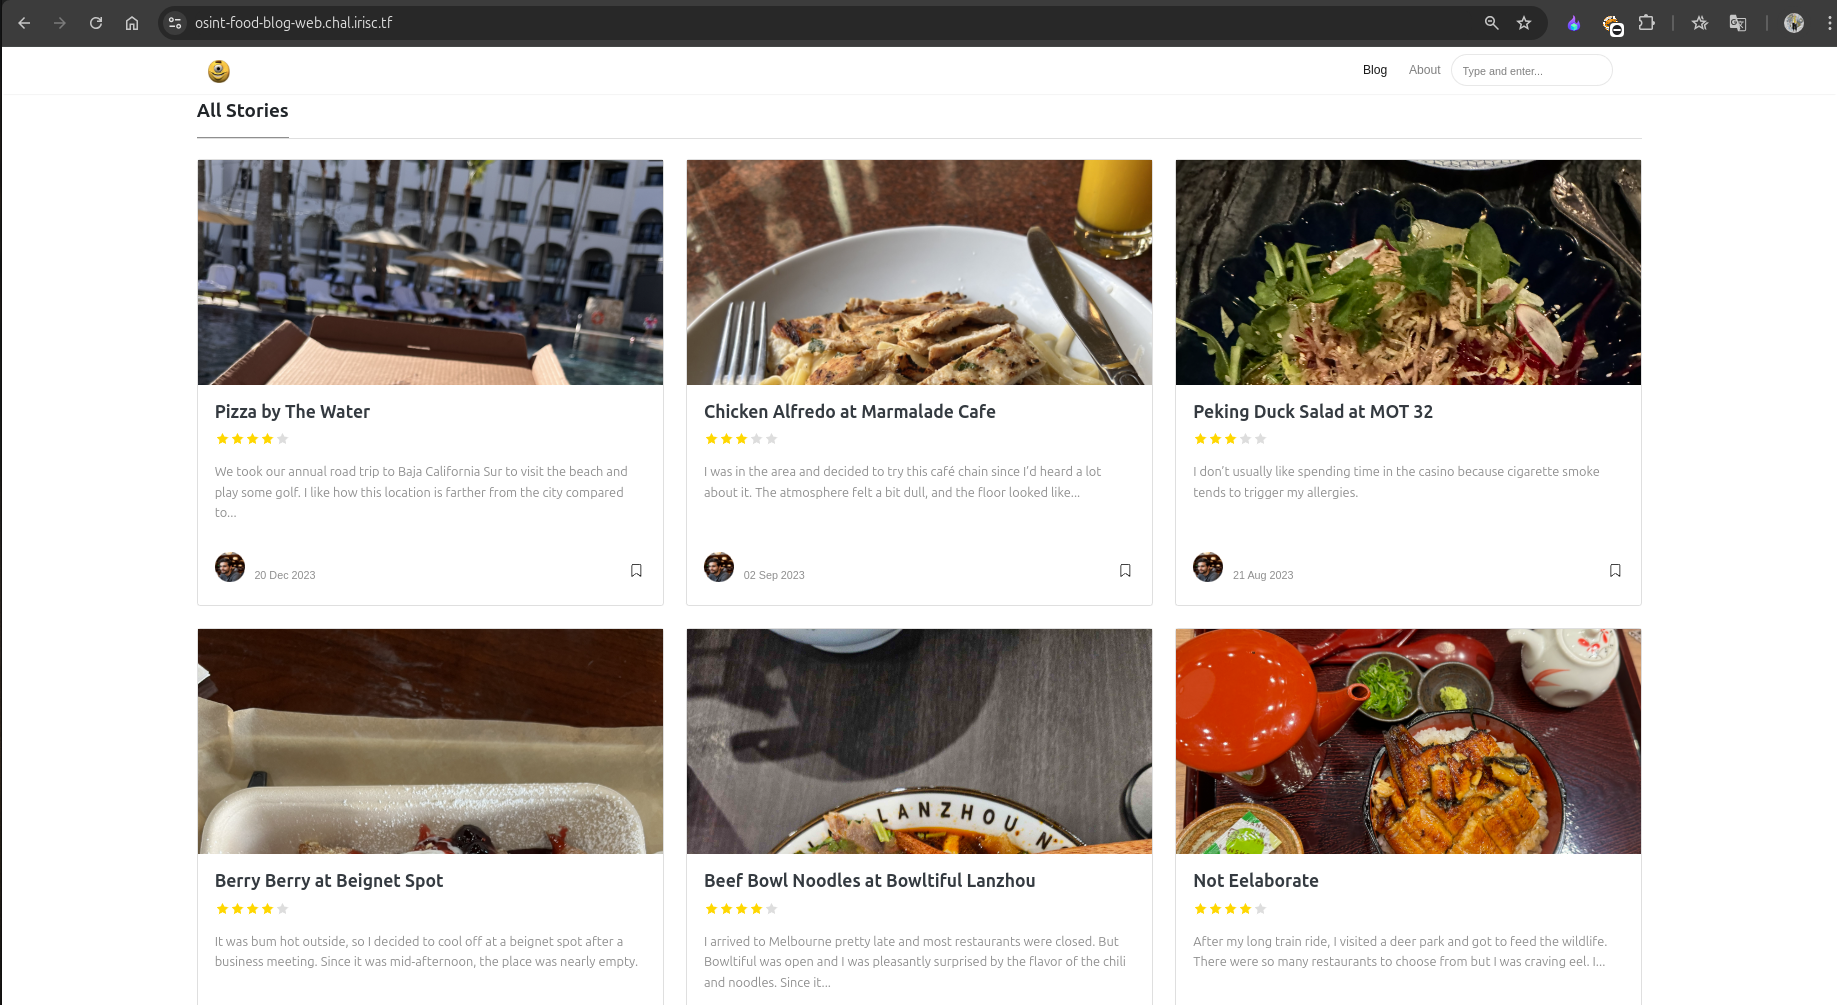 osint-food-blog-web.chal.irisc.tf
Blog About Type and enter...
All Stories
Pizza by The Water
We took our annual road trip to Baja California Sur to visit the beach and
play some golf. I like how this location is farther from the city compared
to...
20 Dec 2023
Chicken Alfredo at Marmalade Cafe
I was in the area and decided to try this café chain since I'd heard a lot
about it. The atmosphere felt a bit dull, and the floor looked like...
02 Sep 2023
Peking Duck Salad at MOT 32
I don't usually like spending time in the casino because cigarette smoke
tends to trigger my allergies.
21 Aug 2023
Berry Berry at Beignet Spot
It was bum hot outside, so I decided to cool off at a beignet spot after a
business meeting. Since it was mid-afternoon, the place was nearly empty.
LANZHOU N
Beef Bowl Noodles at Bowltiful Lanzhou
I arrived to Melbourne pretty late and most restaurants were closed. But
Bowltiful was open and I was pleasantly surprised by the flavor of the chili
and noodles. Since it...
Not Eelaborate
After my long train ride, I visited a deer park and got to feed the wildlife.
There were so many restaurants to choose from but I was craving eel. I...